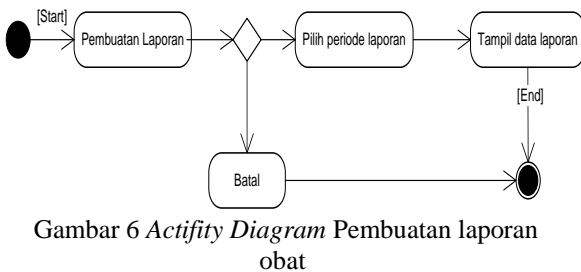 [Start]
Pembuatan Laporan
Pilih periode laporan
Tampil data laporan
[End]
Batal
Gambar 6 Actifity Diagram Pembuatan laporan
obat